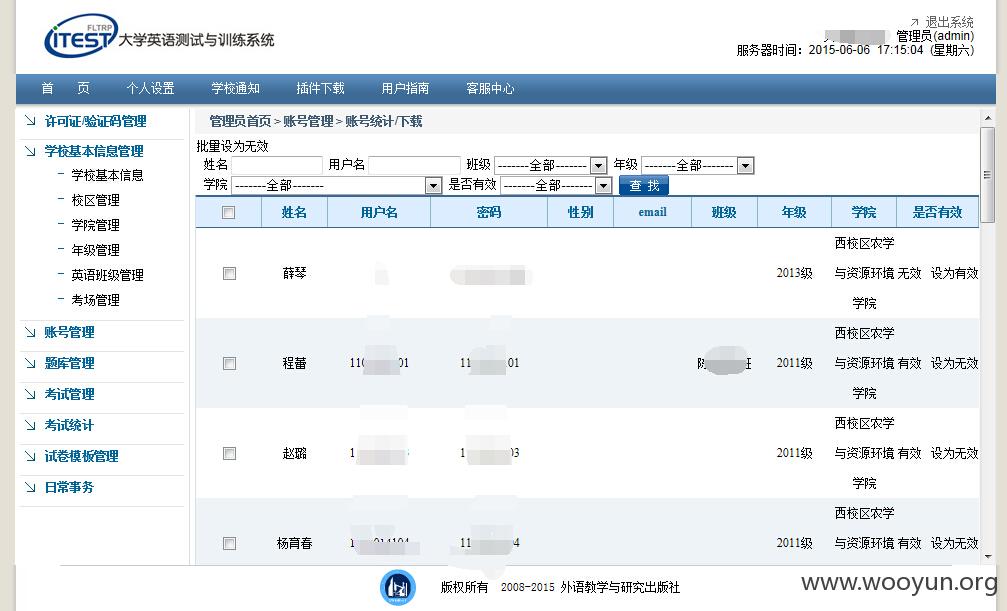 FLTRP
iTEST 大学英语测试与训练系统
退出系统
管理员(admin)
服务器时间：2015-06-06 17:15:04 (星期六)
首 页 个人设置 学校通知 插件下载 用户指南 客服中心
许可证/验证码管理
学校基本信息管理
学校基本信息
校区管理
学院管理
年级管理
英语班级管理
考场管理
账号管理
题库管理
考试管理
考试统计
试卷模板管理
日常事务
管理员首页 > 账号管理 > 账号统计/下载
批量设为无效
姓名 用户名 班级 -------全部------- 年级 -------全部-------
学院 -------全部------- 是否有效 -------全部------- 查 找
姓名 用户名 密码 性别 email 班级 年级 学院 是否有效
西校区农学
薛琴 2013级 与资源环境 无效 设为有效
学院
西校区农学
程蕾 110 01 11 01 班 2011级 与资源环境 有效 设为无效
学院
西校区农学
赵璐 1 1 03 2011级 与资源环境 有效 设为无效
学院
西校区农学
杨育春 1 11 4 2011级 与资源环境 有效 设为无效
版权所有 2008-2015 外语教学与研究出版社
www.wooyun.org